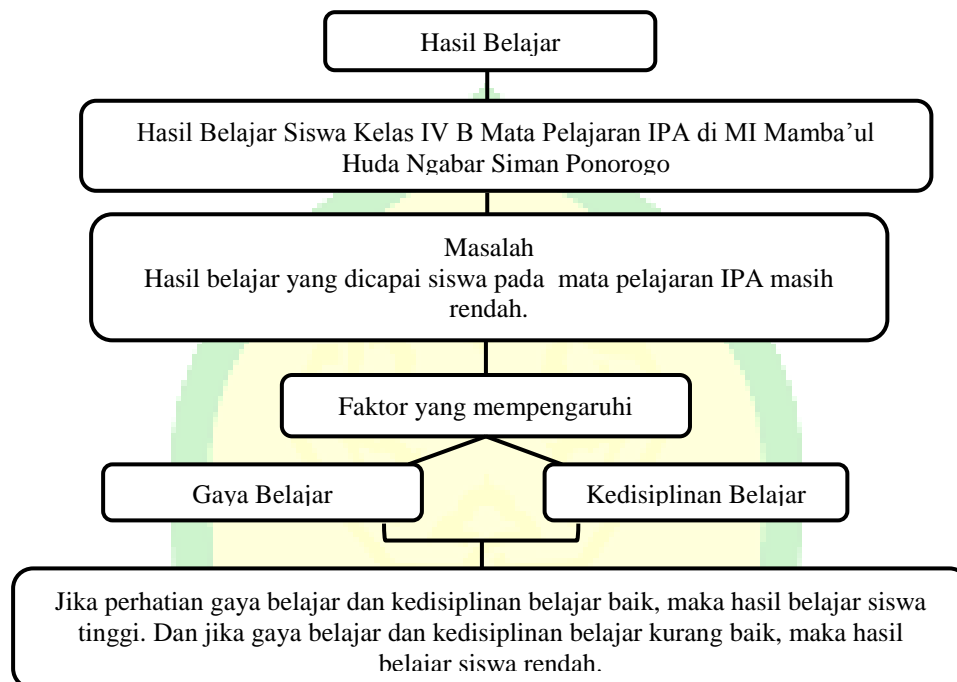 Hasil Belajar
Hasil Belajar Siswa Kelas IV B Mata Pelajaran IPA di MI Mamba’ul
Huda Ngabar Siman Ponorogo
Masalah
Hasil belajar yang dicapai siswa pada mata pelajaran IPA masih
rendah.
Faktor yang mempengaruhi
Gaya Belajar
Kedisiplinan Belajar
Jika perhatian gaya belajar dan kedisiplinan belajar baik, maka hasil belajar siswa
tinggi. Dan jika gaya belajar dan kedisiplinan belajar kurang baik, maka hasil
belajar siswa rendah.